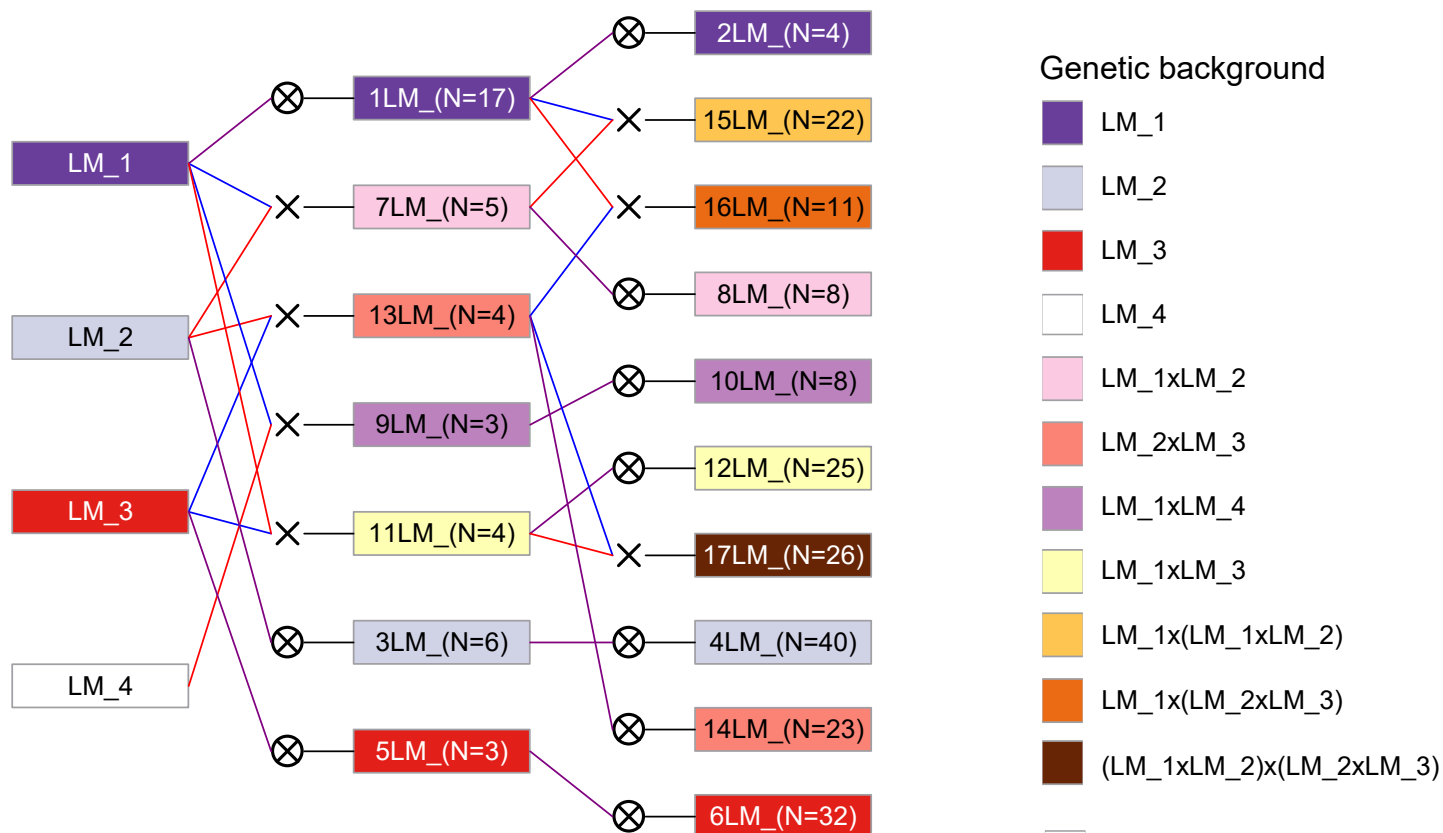 LM_1
LM_2
LM_3
LM_4
1LM_(N=17)
7LM_(N=5)
13LM_(N=4)
9LM_(N=3)
11LM_(N=4)
3LM_(N=6)
5LM_(N=3)
2LM_(N=4)
15LM_(N=22)
16LM_(N=11)
8LM_(N=8)
10LM_(N=8)
12LM_(N=25)
17LM_(N=26)
4LM_(N=40)
14LM_(N=23)
6LM_(N=32)
Genetic background
LM_1
LM_2
LM_3
LM_4
LM_1xLM_2
LM_2xLM_3
LM_1xLM_4
LM_1xLM_3
LM_1x(LM_1xLM_2)
LM_1x(LM_2xLM_3)
(LM_1xLM_2)x(LM_2xLM_3)